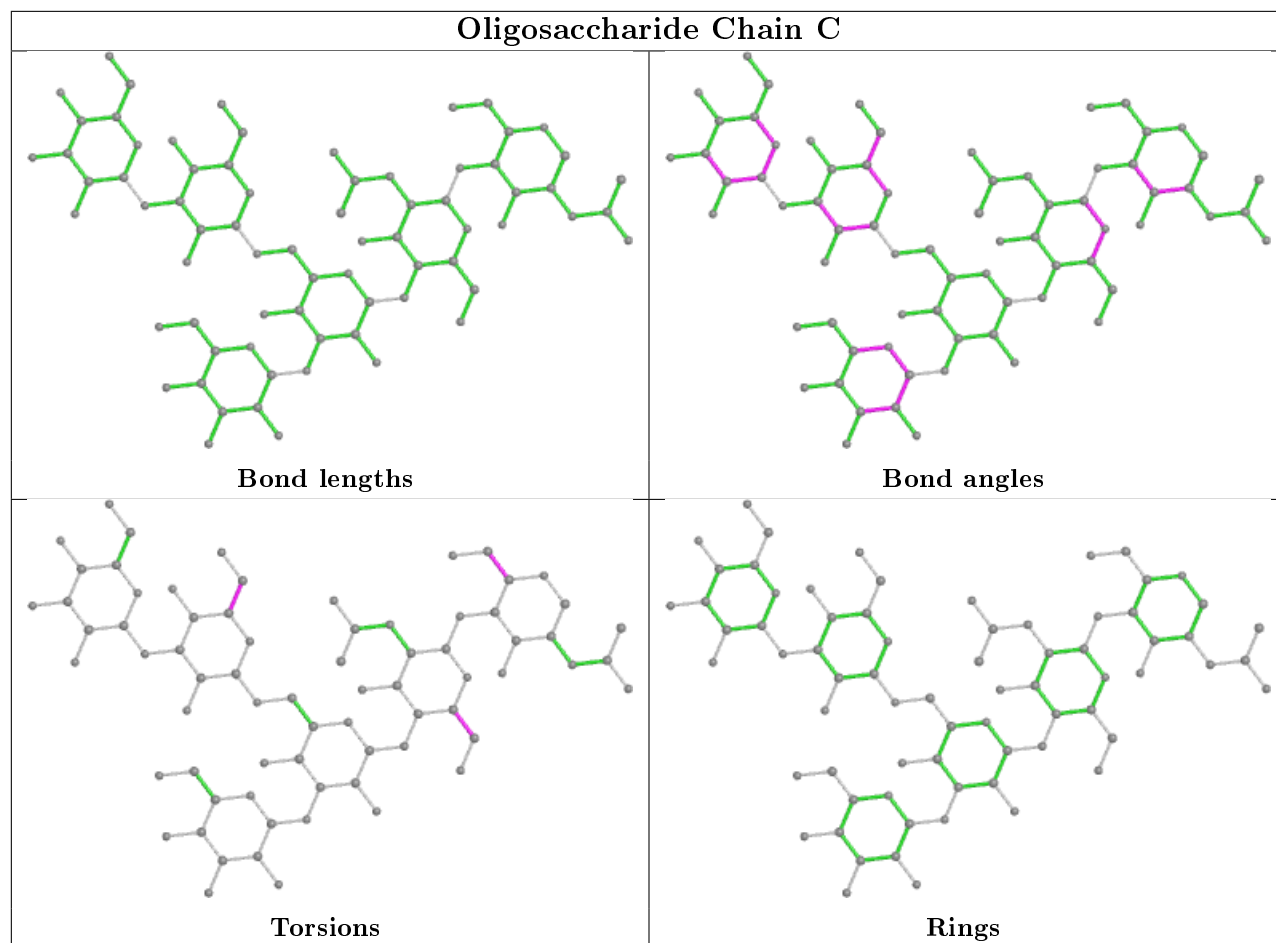 Oligosaccharide Chain C
Bond lengths
Bond angles
Torsions
Rings